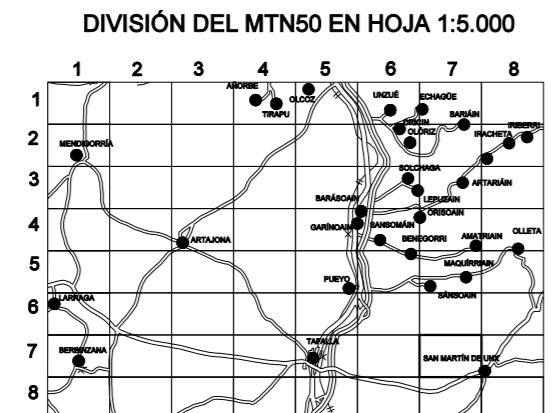 DIVISIÓN DEL MTN50 EN HOJA 1:5.000
1 2 3 4 5 6 7 8
1
AÑORBE
TIRAPU
OLCOZ
UNZUÉ
ECHAGÜE
BARIÁIN
2
MENDIGORRÍA
ORICIN
OLÓRIZ
IRACHETA
IRIBERRI
3
SOLCHAGA
LEPUZAIN
ARTARIÁIN
BARÁSOAIN
ORISOAIN
4
ARTAJONA
GARÍNOAIN
SANSOMÁIN
BENEGORRI
AMATRIAIN
OLLETA
5
MAQUÍRRIAIN
PUEYO
SÁNSOAIN
6
LARRAGA
7
BERBINZANA
TAFALLA
SAN MARTÍN DE UNX
8